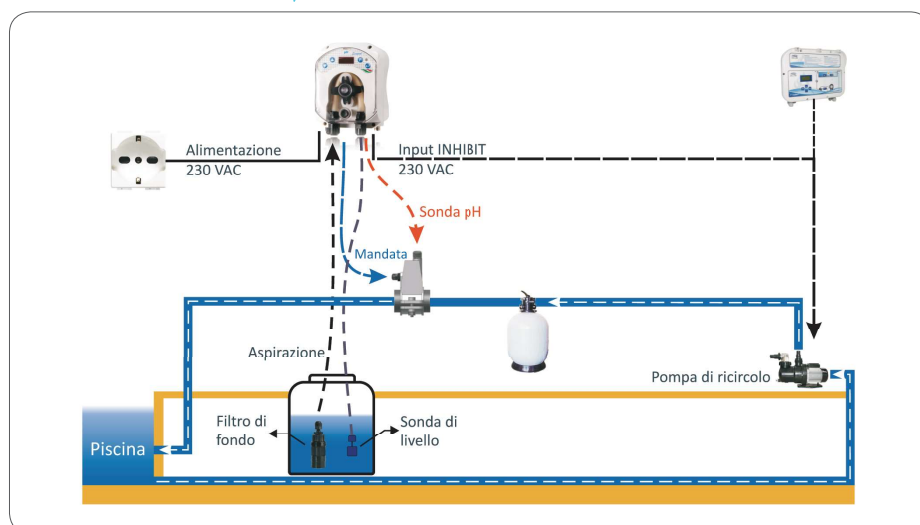 Alimentazione
230 VAC
Input INHIBIT
230 VAC
Sonda pH
Mandata
Aspirazione
Pompa di ricircolo
Filtro di
fondo
Sonda di
livello
Piscina